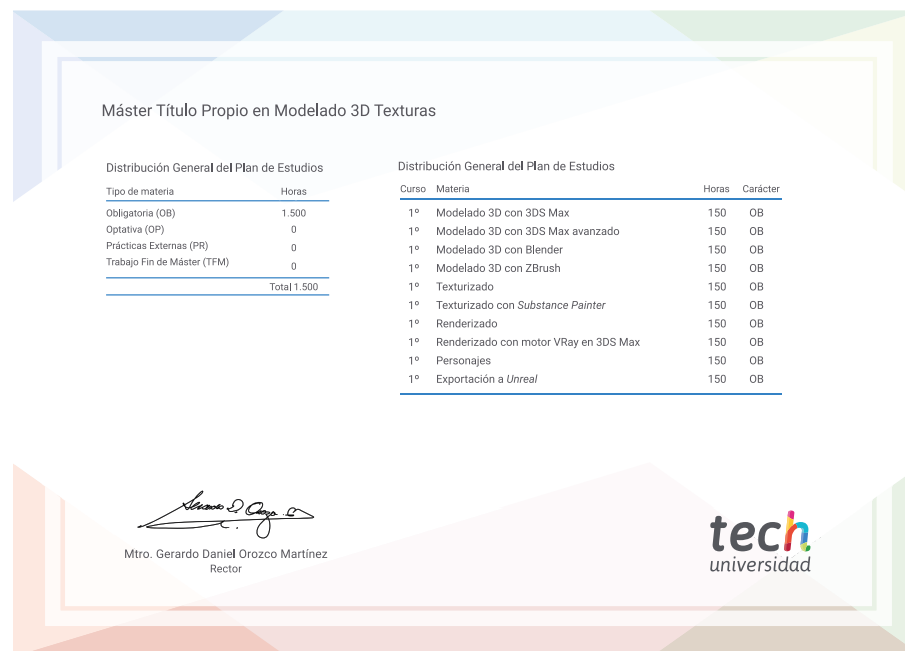 Máster Título Propio en Modelado 3D Texturas
Distribución General del Plan de Estudios
Tipo de materia Horas
Obligatoria (OB) 1.500
Optativa (OP) 0
Prácticas Externas (PR) 0
Trabajo Fin de Máster (TFM) 0
Total 1.500
Distribución General del Plan de Estudios
Curso Materia Horas Carácter
1º Modelado 3D con 3DS Max 150 OB
1º Modelado 3D con 3DS Max avanzado 150 OB
1º Modelado 3D con Blender 150 OB
1º Modelado 3D con ZBrush 150 OB
1º Texturizado 150 OB
1º Texturizado con Substance Painter 150 OB
1º Renderizado 150 OB
1º Renderizado con motor VRay en 3DS Max 150 OB
1º Personajes 150 OB
1º Exportación a Unreal 150 OB
Mtro. Gerardo Daniel Orozco Martínez
Rector
tech
universidad